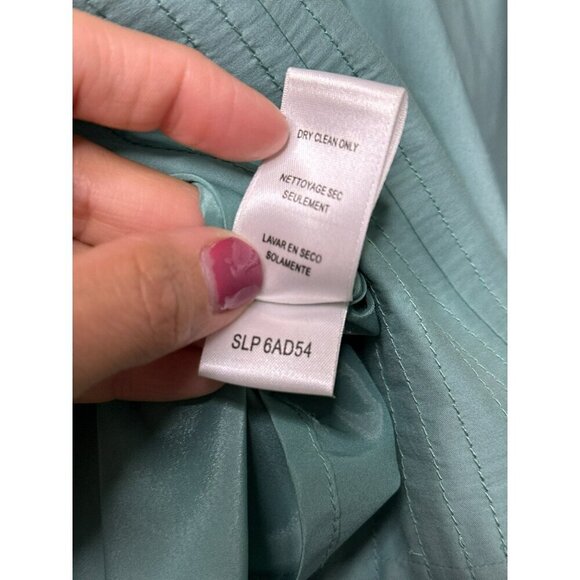 DRY CLEAN ONLY
NETTOYAGE SEC
SEULEMENT
LAVAR EN SECO
SOLAMENTE
SLP 6AD54